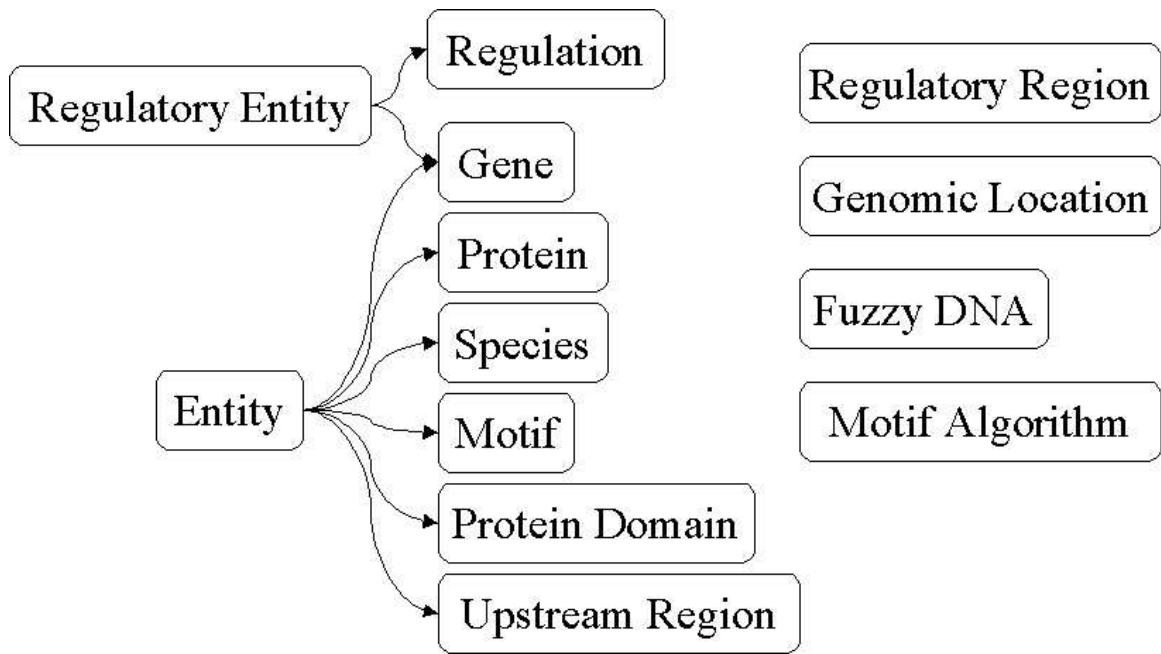 Regulation
Regulatory Entity
Gene
Protein
Species
Entity
Motif
Protein Domain
Upstream Region
Regulatory Region
Genomic Location
Fuzzy DNA
Motif Algorithm